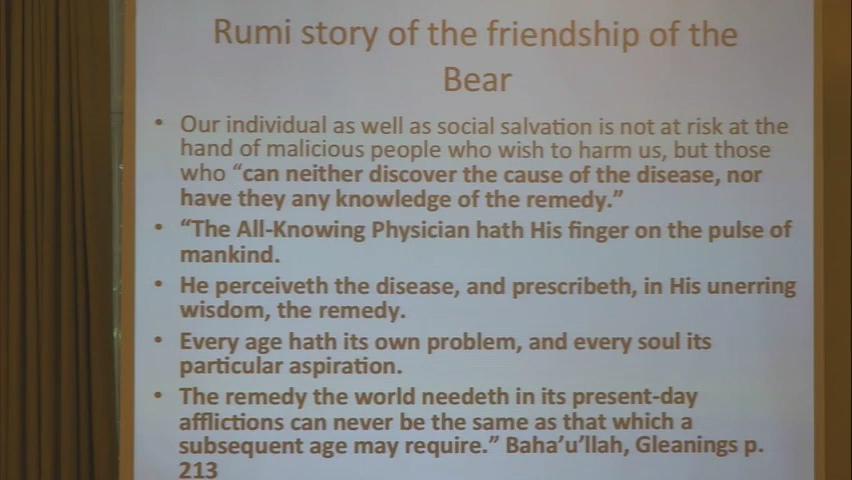 Rumi story of the friendship of the
Bear
• Our individual as well as social salvation is not at risk at the
hand of malicious people who wish to harm us, but those
who “can neither discover the cause of the disease, nor
have they any knowledge of the remedy.”
• “The All-Knowing Physician hath His finger on the pulse of
mankind.
• He perceiveth the disease, and prescribeth, in His unerring
wisdom, the remedy.
• Every age hath its own problem, and every soul its
particular aspiration.
• The remedy the world needeth in its present-day
afflictions can never be the same as that which a
subsequent age may require.” Baha’u’llah, Gleanings p.
213